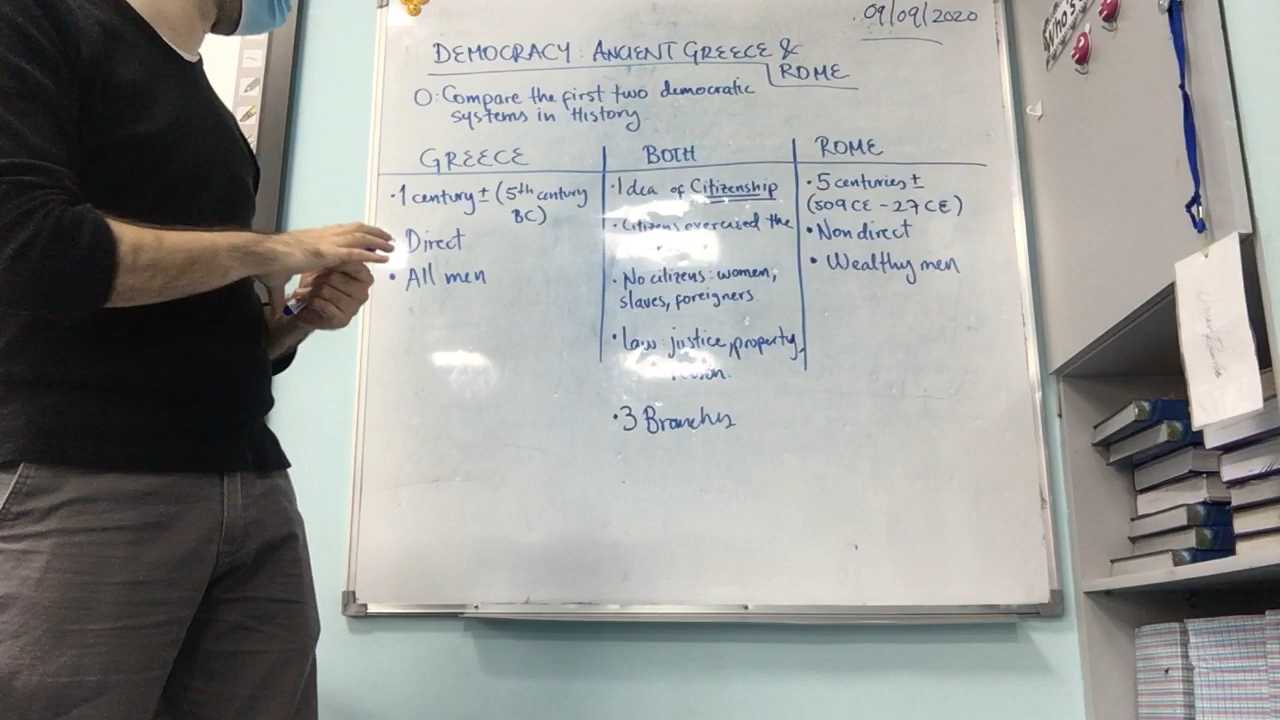 09/09/2020
DEMOCRACY: ANCIENT GREECE &
ROME
O: Compare the first two democratic
systems in History
GREECE
BOTH
ROME
·1 century ± (5th century
BC)
Direct
· All men
·Idea of Citizenship
·Citizens exercised the
·No citizens: women,
slaves, foreigners
·Law: justice, property,
·3 Branches
·5 centuries ±
(509 CE - 27 CE)
·Non direct
· Wealthy men
Who's